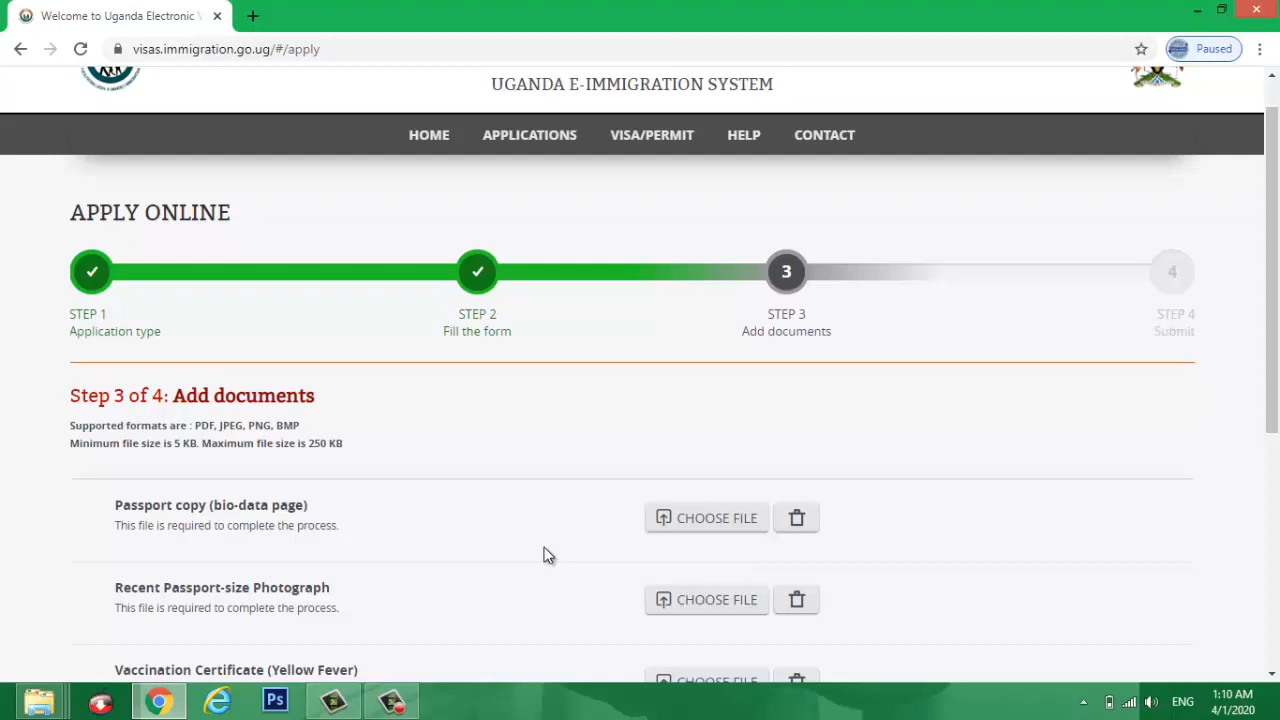 Welcome to Uganda Electronic V
visas.immigration.go.ug/#/apply
Paused
UGANDA E-IMMIGRATION SYSTEM
HOME APPLICATIONS VISA/PERMIT HELP CONTACT
APPLY ONLINE
3 4
STEP 1 STEP 2 STEP 3 STEP 4
Application type Fill the form Add documents Submit
Step 3 of 4: Add documents
Supported formats are : PDF, JPEG, PNG, BMP
Minimum file size is 5 KB. Maximum file size is 250 KB
Passport copy (bio-data page)
This file is required to complete the process.
CHOOSE FILE
Recent Passport-size Photograph
This file is required to complete the process.
CHOOSE FILE
Vaccination Certificate (Yellow Fever)
CHOOSE FILE
Ps
ENG
1:10 AM
4/1/2020